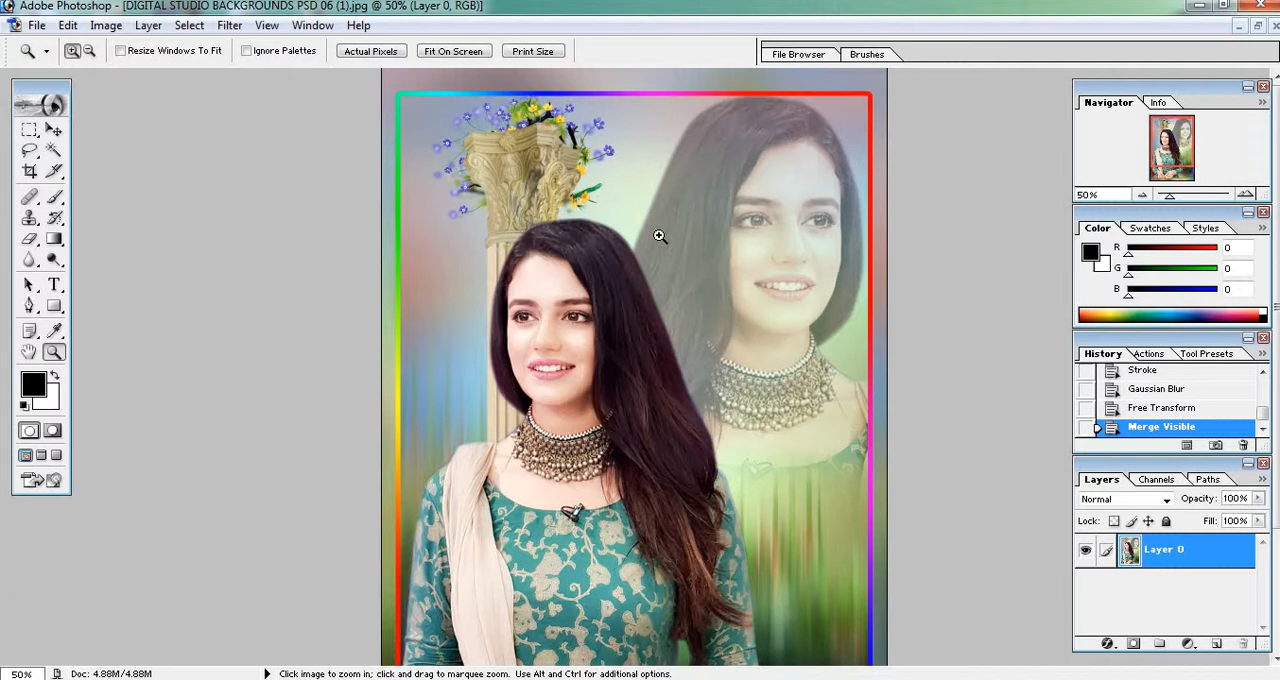 Adobe Photoshop - [DIGITAL STUDIO BACKGROUNDS PSD 06 (1).jpg @ 50% (Layer 0, RGB)]
File Edit Image Layer Select Filter View Window Help
Resize Windows To Fit Ignore Palettes Actual Pixels Fit On Screen Print Size File Browser Brushes
Navigator Info
50%
Color Swatches Styles
R 0
G 0
B 0
History Actions Tool Presets
Stroke
Gaussian Blur
Free Transform
Merge Visible
Layers Channels Paths
Normal Opacity: 100%
Lock: Fill: 100%
Layer 0
T
50% Doc: 4.88M/4.88M Click image to zoom in; click and drag to marquee zoom. Use Alt and Ctrl for additional options.